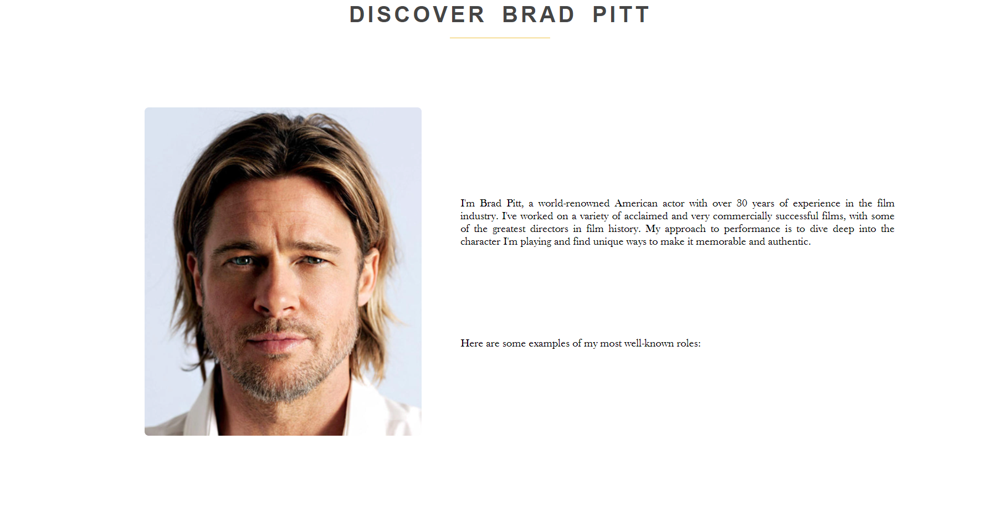 DISCOVER BRAD PITT
I'm Brad Pitt, a world-renowned American actor with over 30 years of experience in the film
industry. I've worked on a variety of acclaimed and very commercially successful films, with some
of the greatest directors in film history. My approach to performance is to dive deep into the
character I'm playing and find unique ways to make it memorable and authentic.
Here are some examples of my most well-known roles: